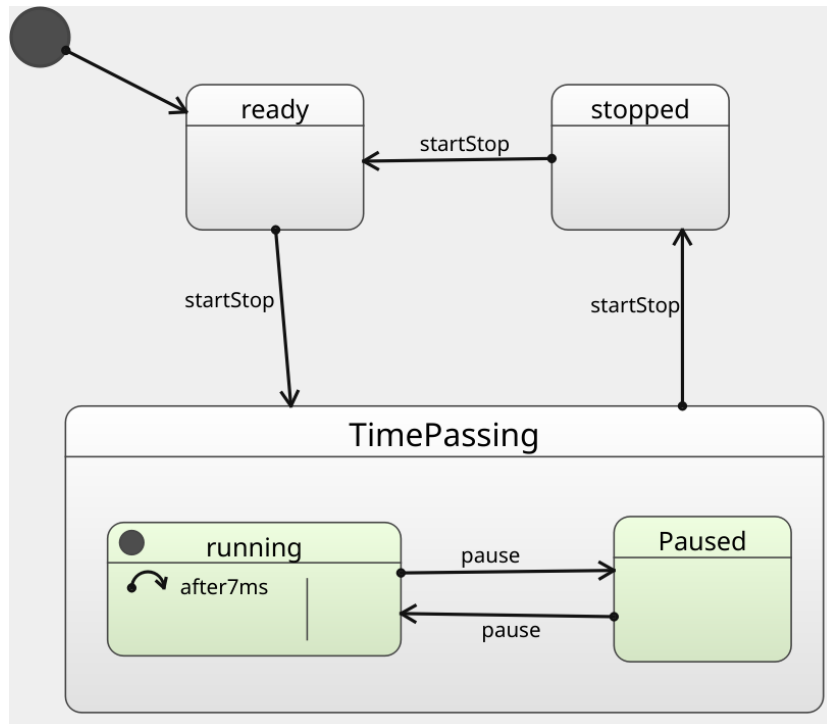 ready
stopped
startStop
startStop
startStop
TimePassing
running
Paused
pause
after7ms
pause